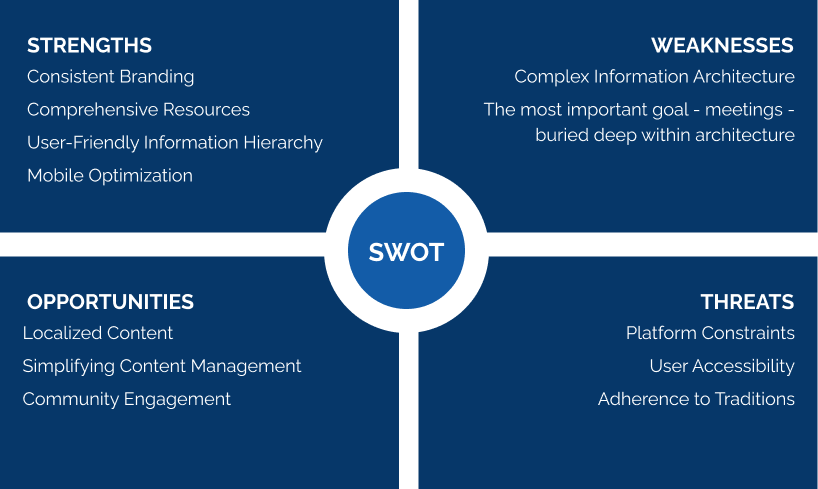 STRENGTHS
Consistent Branding
Comprehensive Resources
User-Friendly Information Hierarchy
Mobile Optimization
WEAKNESSES
Complex Information Architecture
The most important goal - meetings -
buried deep within architecture
SWOT
OPPORTUNITIES
Localized Content
Simplifying Content Management
Community Engagement
THREATS
Platform Constraints
User Accessibility
Adherence to Traditions